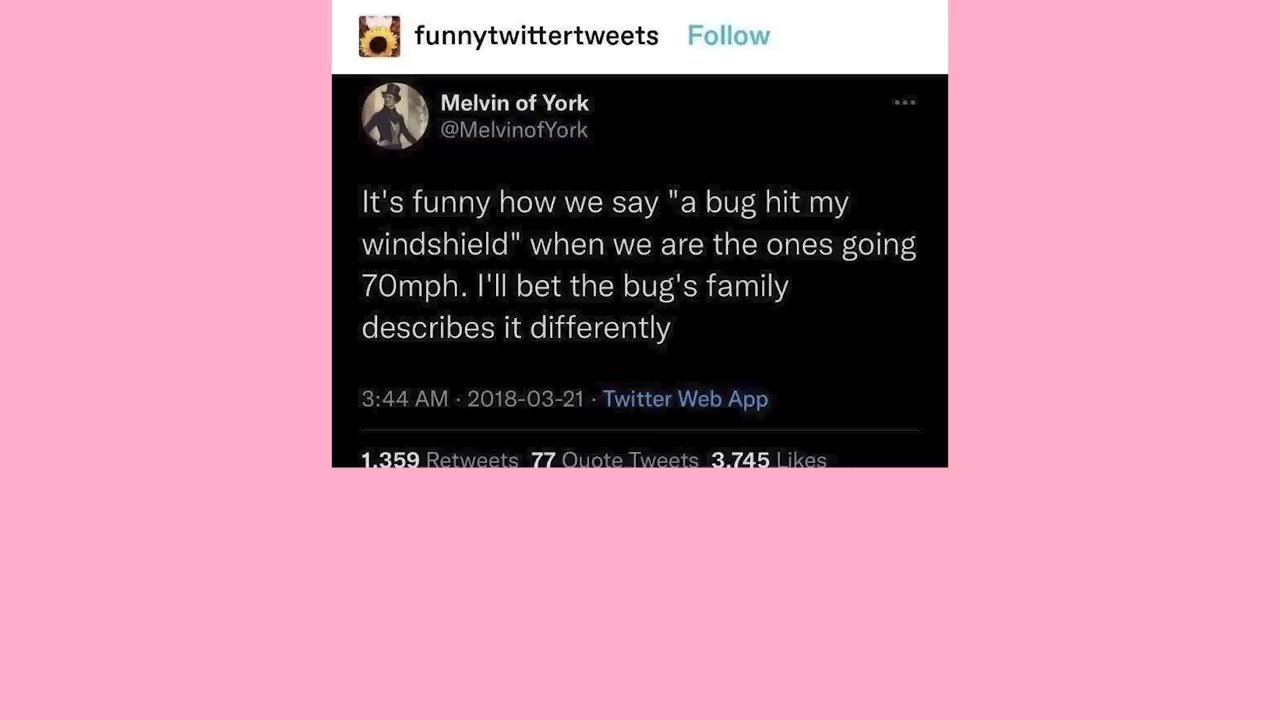 funnytwittertweets Follow
Melvin of York
@MelvinofYork
It's funny how we say "a bug hit my
windshield" when we are the ones going
70mph. I'll bet the bug's family
describes it differently
3:44 AM · 2018-03-21 · Twitter Web App
1,359 Retweets 77 Quote Tweets 3,745 Likes